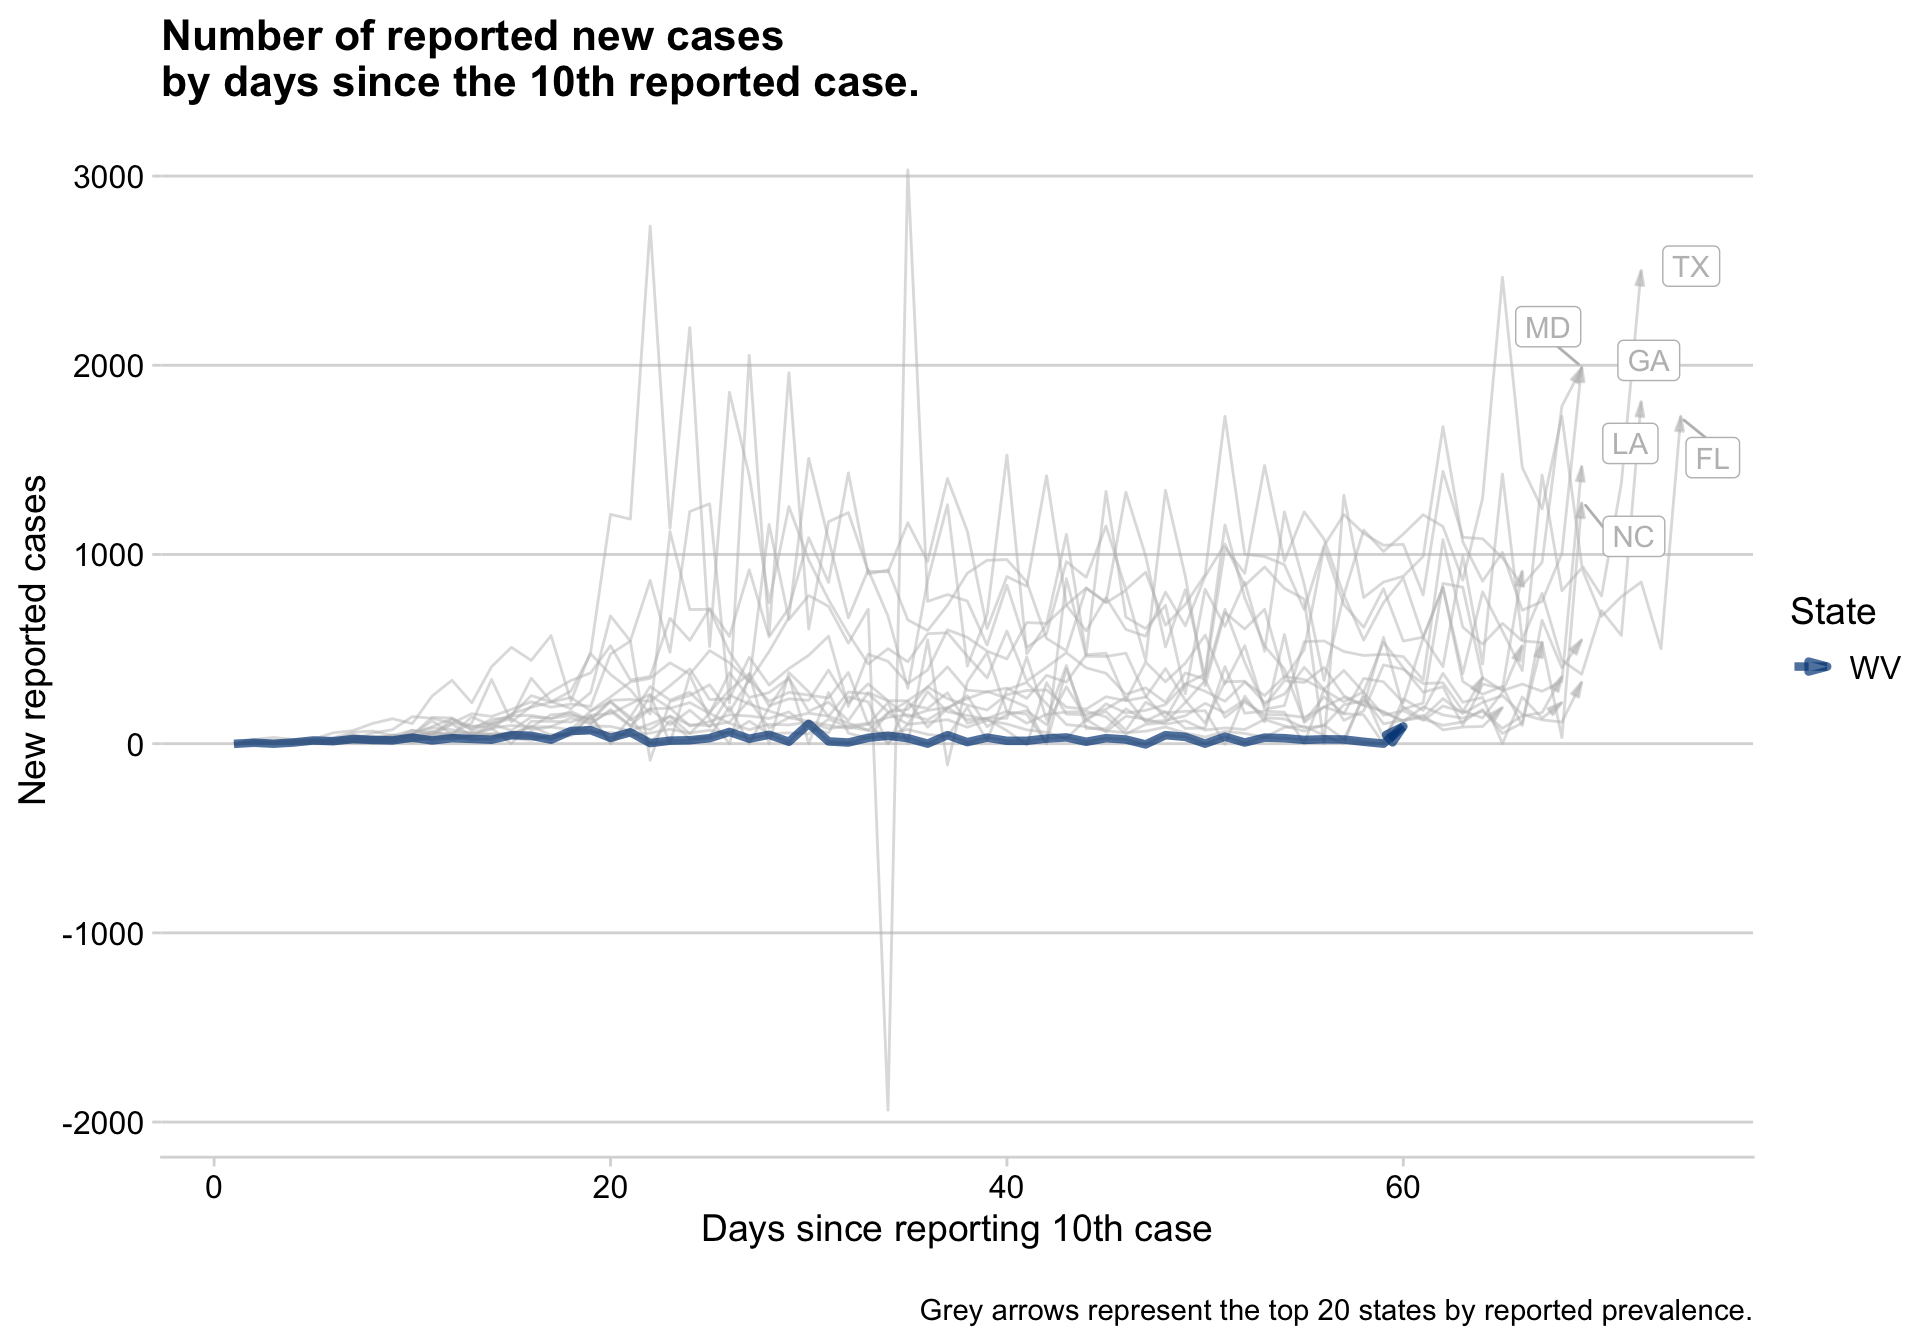 Number of reported new cases
by days since the 10th reported case.
New reported cases
3000
2000
1000
0
-1000
-2000
TX
MD
GA
LA
FL
NC
State
WV
0
20
40
60
Days since reporting 10th case
Grey arrows represent the top 20 states by reported prevalence.